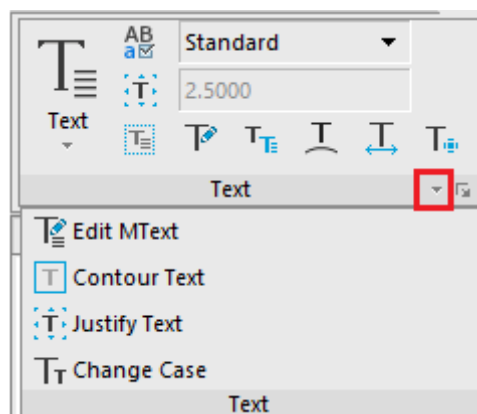 AB
a
Standard
2.5000
Text
Text
Edit MText
Contour Text
Justify Text
Change Case
Text